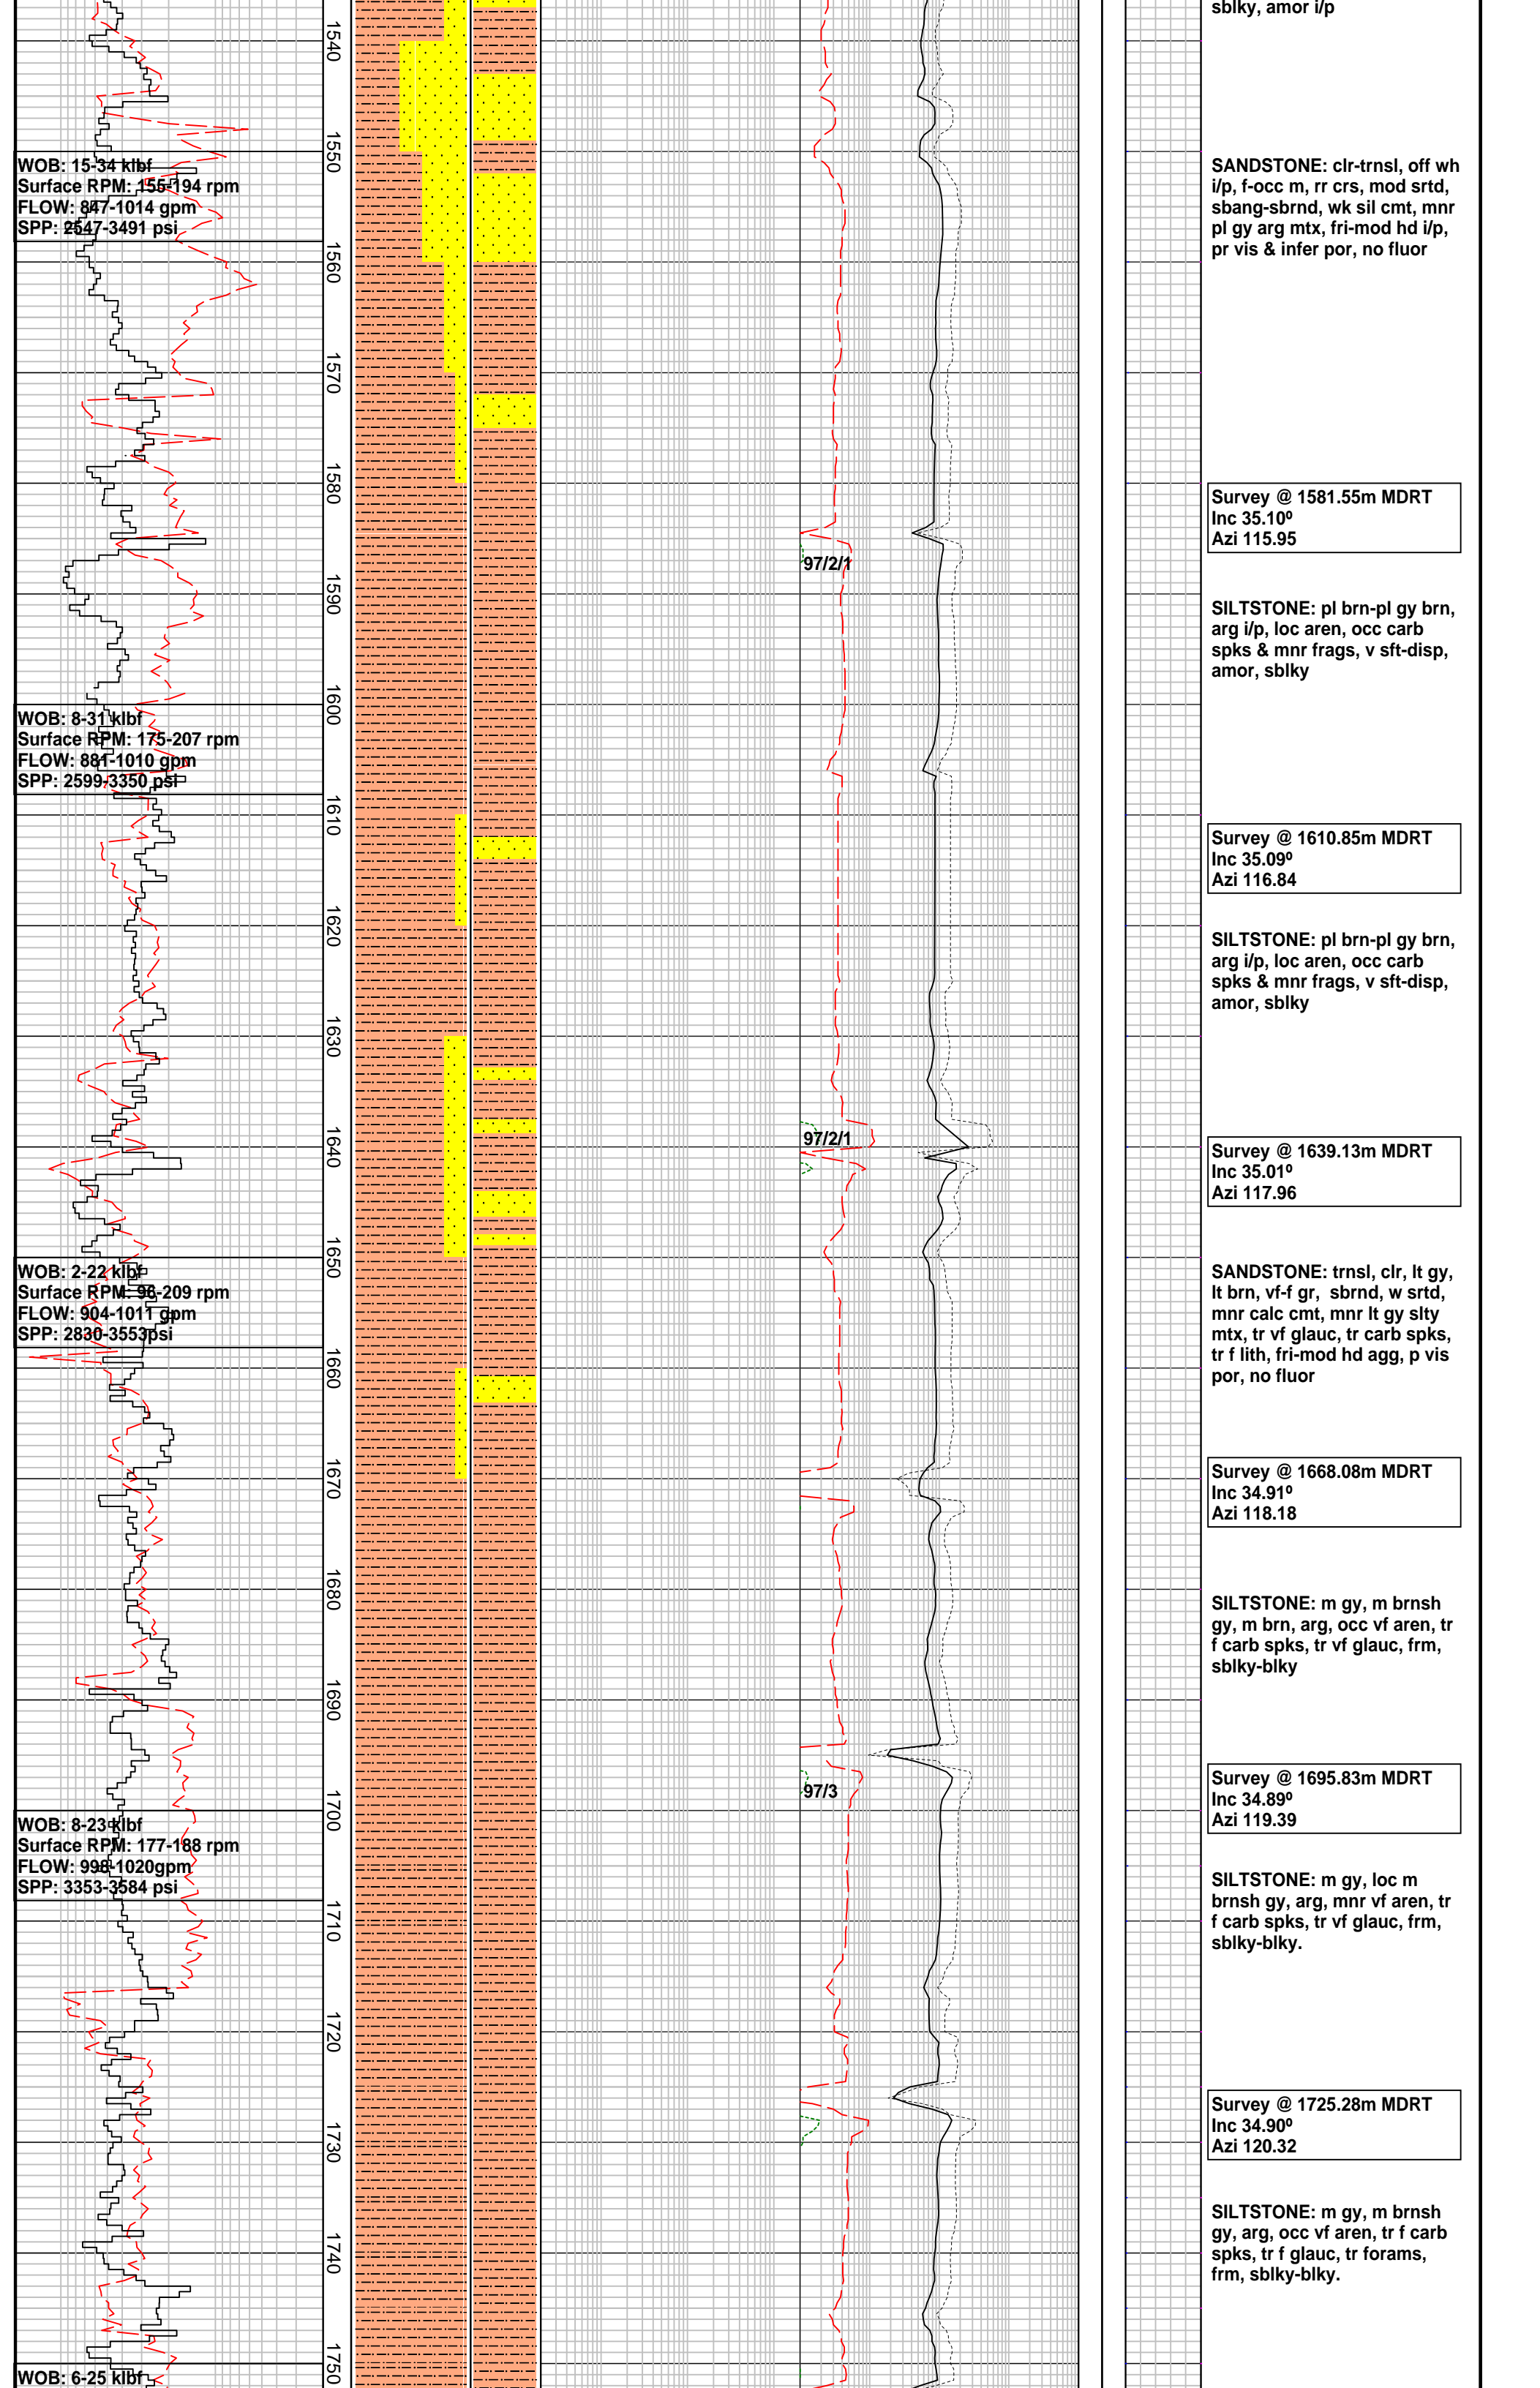 sblky, amor i/p
1540
1550
WOB: 15-34 klbf
Surface RPM: 155-194 rpm
FLOW: 847-1014 gpm
SPP: 2547-3491 psi
SANDSTONE: clr-trnsl, off wh
i/p, f-occ m, rr crs, mod srtd,
sbang-sbrnd, wk sil cmt, mnr
pl gy arg mtx, fri-mod hd i/p,
pr vis & infer por, no fluor
1560
1570
1580
Survey @ 1581.55m MDRT
Inc 35.10º
Azi 115.95
97/2/1
1590
SILTSTONE: pl brn-pl gy brn,
arg i/p, loc aren, occ carb
spks & mnr frags, v sft-disp,
amor, sblky
1600
WOB: 8-31 klbf
Surface RPM: 175-207 rpm
FLOW: 881-1010 gpm
SPP: 2599-3350 psi
1610
Survey @ 1610.85m MDRT
Inc 35.09º
Azi 116.84
1620
SILTSTONE: pl brn-pl gy brn,
arg i/p, loc aren, occ carb
spks & mnr frags, v sft-disp,
amor, sblky
1630
97/2/1
1640
Survey @ 1639.13m MDRT
Inc 35.01º
Azi 117.96
1650
WOB: 2-22 klbf
Surface RPM: 96-209 rpm
FLOW: 904-1011 gpm
SPP: 2830-3553psi
SANDSTONE: trnsl, clr, lt gy,
lt brn, vf-f gr,  sbrnd, w srtd,
mnr calc cmt, mnr lt gy slty
mtx, tr vf glauc, tr carb spks,
tr f lith, fri-mod hd agg, p vis
por, no fluor
1660
1670
Survey @ 1668.08m MDRT
Inc 34.91º
Azi 118.18
1680
SILTSTONE: m gy, m brnsh
gy, m brn, arg, occ vf aren, tr
f carb spks, tr vf glauc, frm,
sblky-blky
1690
97/3
Survey @ 1695.83m MDRT
Inc 34.89º
Azi 119.39
1700
WOB: 8-23 klbf
Surface RPM: 177-188 rpm
FLOW: 998-1020gpm
SPP: 3353-3584 psi
SILTSTONE: m gy, loc m
brnsh gy, arg, mnr vf aren, tr
f carb spks, tr vf glauc, frm,
sblky-blky.
1710
1720
Survey @ 1725.28m MDRT
Inc 34.90º
Azi 120.32
1730
SILTSTONE: m gy, m brnsh
gy, arg, occ vf aren, tr f carb
spks, tr f glauc, tr forams,
frm, sblky-blky.
1740
1750
WOB: 6-25 klbf